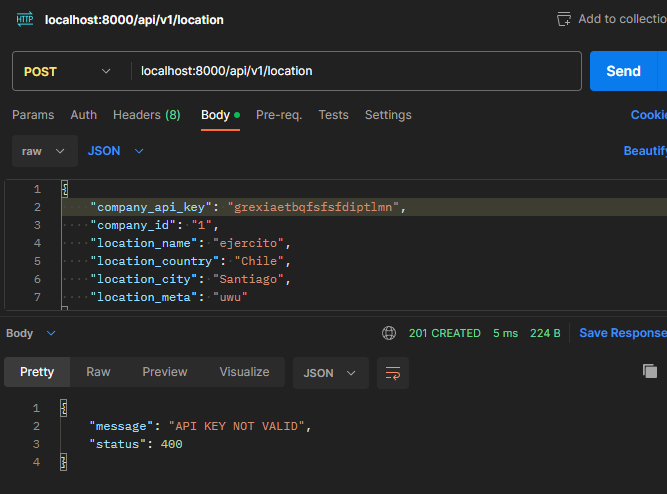 HTTP localhost:8000/api/v1/location Add to collectio
POST localhost:8000/api/v1/location Send
Params Auth Headers (8) Body Pre-req. Tests Settings Cookie
raw JSON Beautify
1 {
2 "company_api_key": "grexiaetbqfsfsfdiptlmn",
3 "company_id": "1",
4 "location_name": "ejercito",
5 "location_country": "Chile",
6 "location_city": "Santiago",
7 "location_meta": "uwu"
Body 201 CREATED 5 ms 224 B Save Response
Pretty Raw Preview Visualize JSON
1 {
2 "message": "API KEY NOT VALID",
3 "status": 400
4 }